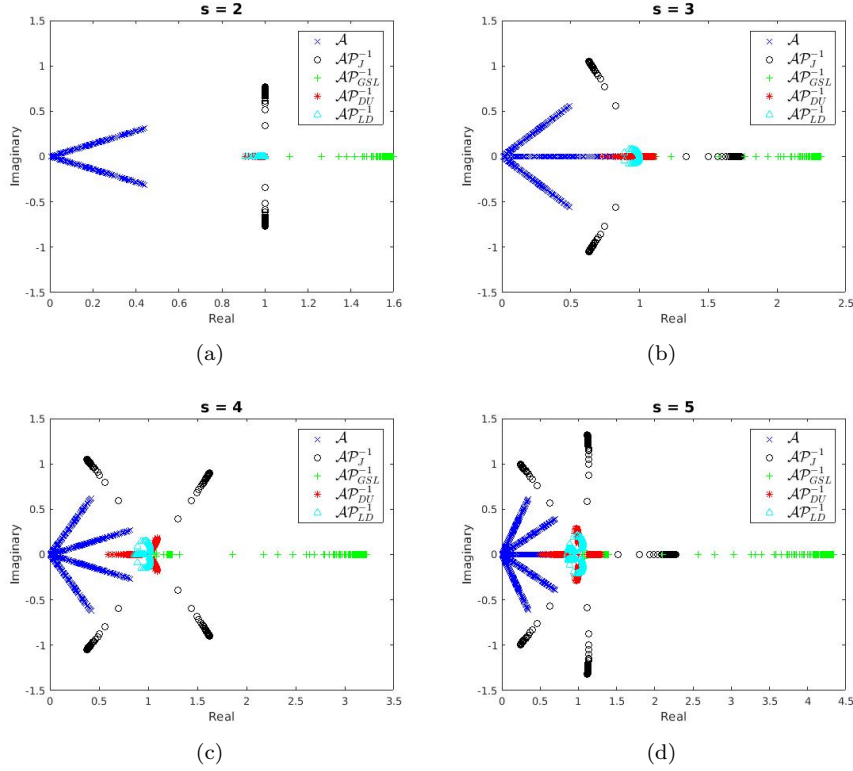 s = 2
1.5
1
0.5
0
-0.5
-1
-1.5
Imaginary
0
0.2
0.4
0.6
0.8
1
1.2
1.4
1.6
Real
𝒜
𝒜𝒫_J^{-1}
𝒜𝒫_{GSL}^{-1}
𝒜𝒫_{DU}^{-1}
𝒜𝒫_{LD}^{-1}
(a)
s = 3
1.5
1
0.5
0
-0.5
-1
-1.5
Imaginary
0
0.5
1
1.5
2
2.5
Real
𝒜
𝒜𝒫_J^{-1}
𝒜𝒫_{GSL}^{-1}
𝒜𝒫_{DU}^{-1}
𝒜𝒫_{LD}^{-1}
(b)
s = 4
1.5
1
0.5
0
-0.5
-1
-1.5
Imaginary
0
0.5
1
1.5
2
2.5
3
3.5
Real
𝒜
𝒜𝒫_J^{-1}
𝒜𝒫_{GSL}^{-1}
𝒜𝒫_{DU}^{-1}
𝒜𝒫_{LD}^{-1}
(c)
s = 5
1.5
1
0.5
0
-0.5
-1
-1.5
Imaginary
0
0.5
1
1.5
2
2.5
3
3.5
4
4.5
Real
𝒜
𝒜𝒫_J^{-1}
𝒜𝒫_{GSL}^{-1}
𝒜𝒫_{DU}^{-1}
𝒜𝒫_{LD}^{-1}
(d)